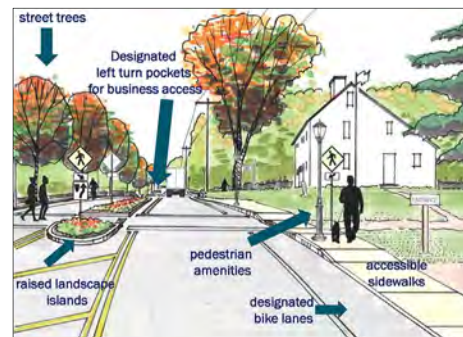 street trees
Designated
left turn pockets
for business access
pedestrian
amenities
accessible
sidewalks
raised landscape
islands
designated
bike lanes